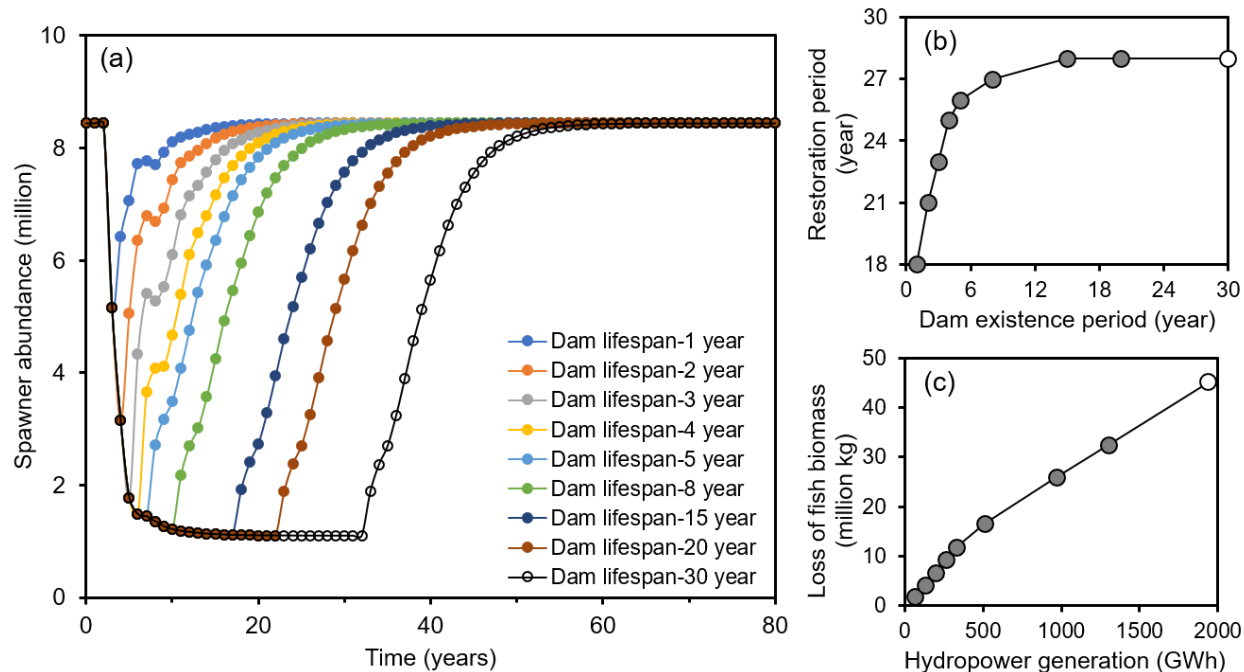 (a)
10
8
6
4
2
0
Spawner abundance (million)
0
20
40
60
80
Time (years)
Dam lifespan-1 year
Dam lifespan-2 year
Dam lifespan-3 year
Dam lifespan-4 year
Dam lifespan-5 year
Dam lifespan-8 year
Dam lifespan-15 year
Dam lifespan-20 year
Dam lifespan-30 year
(b)
30
27
24
21
18
Restoration period
(year)
0
6
12
18
24
30
Dam existence period (year)
(c)
50
40
30
20
10
0
Loss of fish biomass
(million kg)
0
500
1000
1500
2000
Hydropower generation (GWh)